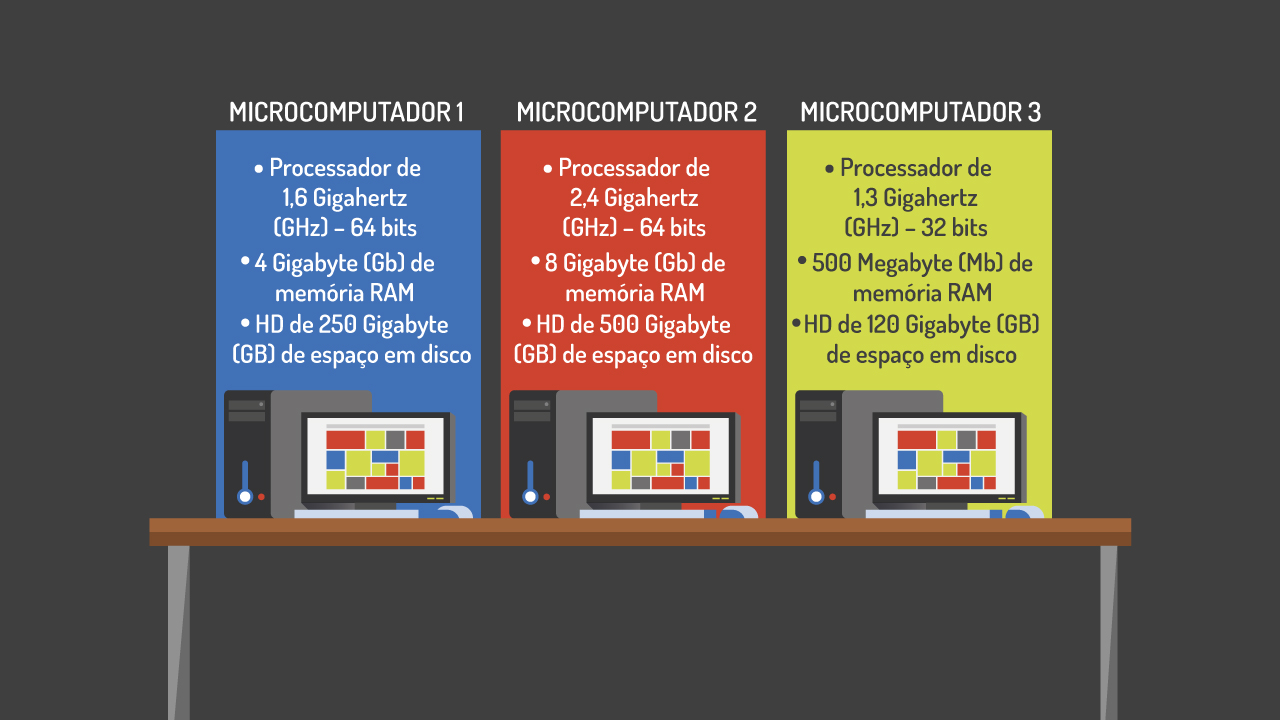 MICROCOMPUTADOR 1
• Processador de
1,6 Gigahertz
(GHz) – 64 bits
• 4 Gigabyte (Gb) de
memória RAM
• HD de 250 Gigabyte
(GB) de espaço em disco
MICROCOMPUTADOR 2
• Processador de
2,4 Gigahertz
(GHz) – 64 bits
• 8 Gigabyte (Gb) de
memória RAM
• HD de 500 Gigabyte
(GB) de espaço em disco
MICROCOMPUTADOR 3
• Processador de
1,3 Gigahertz
(GHz) – 32 bits
• 500 Megabyte (Mb) de
memória RAM
• HD de 120 Gigabyte (GB)
de espaço em disco